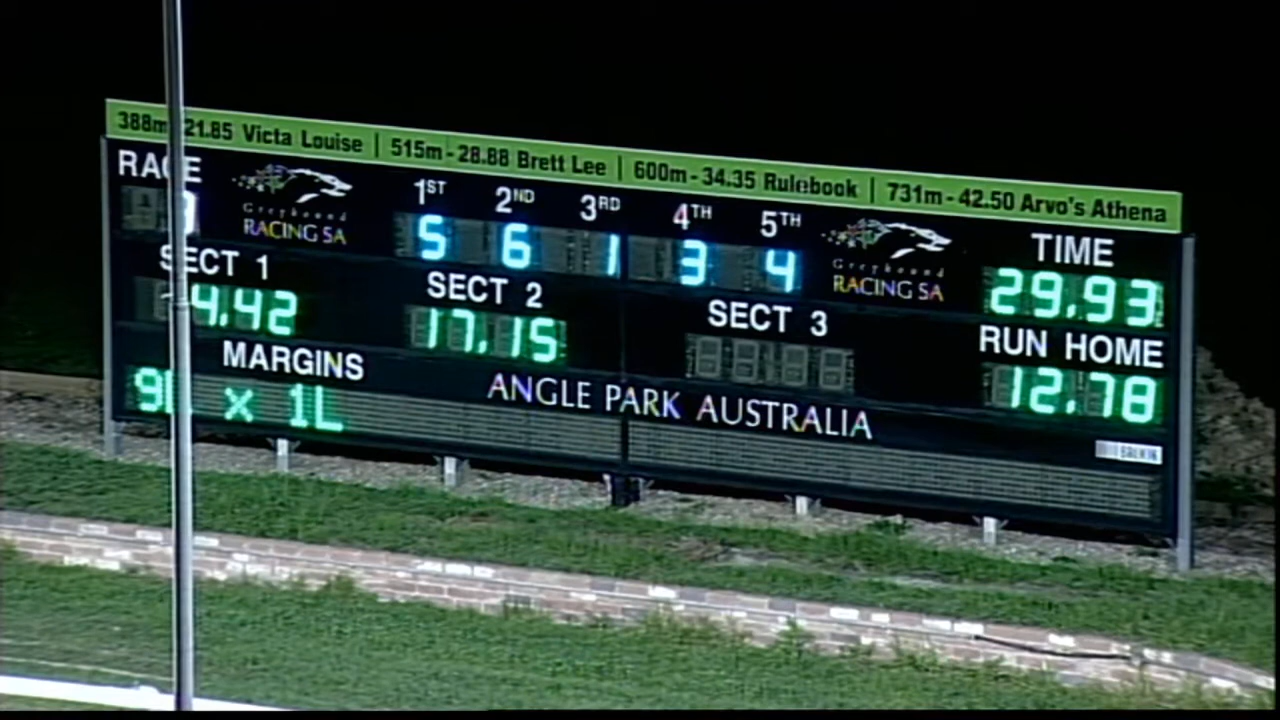 388m 21.85 Victa Louise | 515m - 28.88 Brett Lee | 600m - 34.35 Rulebook | 731m - 42.50 Arvo's Athena
RACE
Greyhound
RACING SA
1ST 2ND 3RD 4TH 5TH
5 6 1 3 4
Greyhound
RACING SA
TIME
29.93
SECT 1
4.42
SECT 2
17.15
SECT 3
RUN HOME
12.78
MARGINS
9L x 1L
ANGLE PARK AUSTRALIA